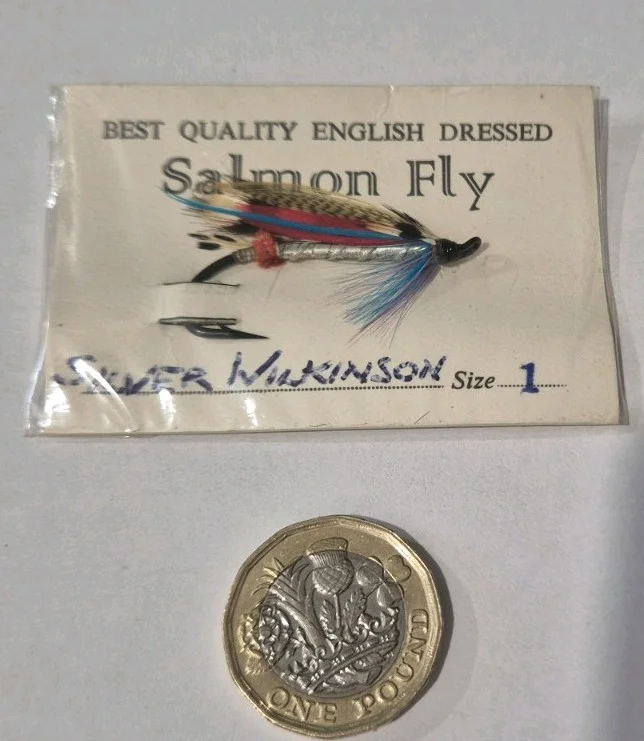 BEST QUALITY ENGLISH DRESSED
Salmon Fly
SILVER WILKINSON Size 1
ONE POUND